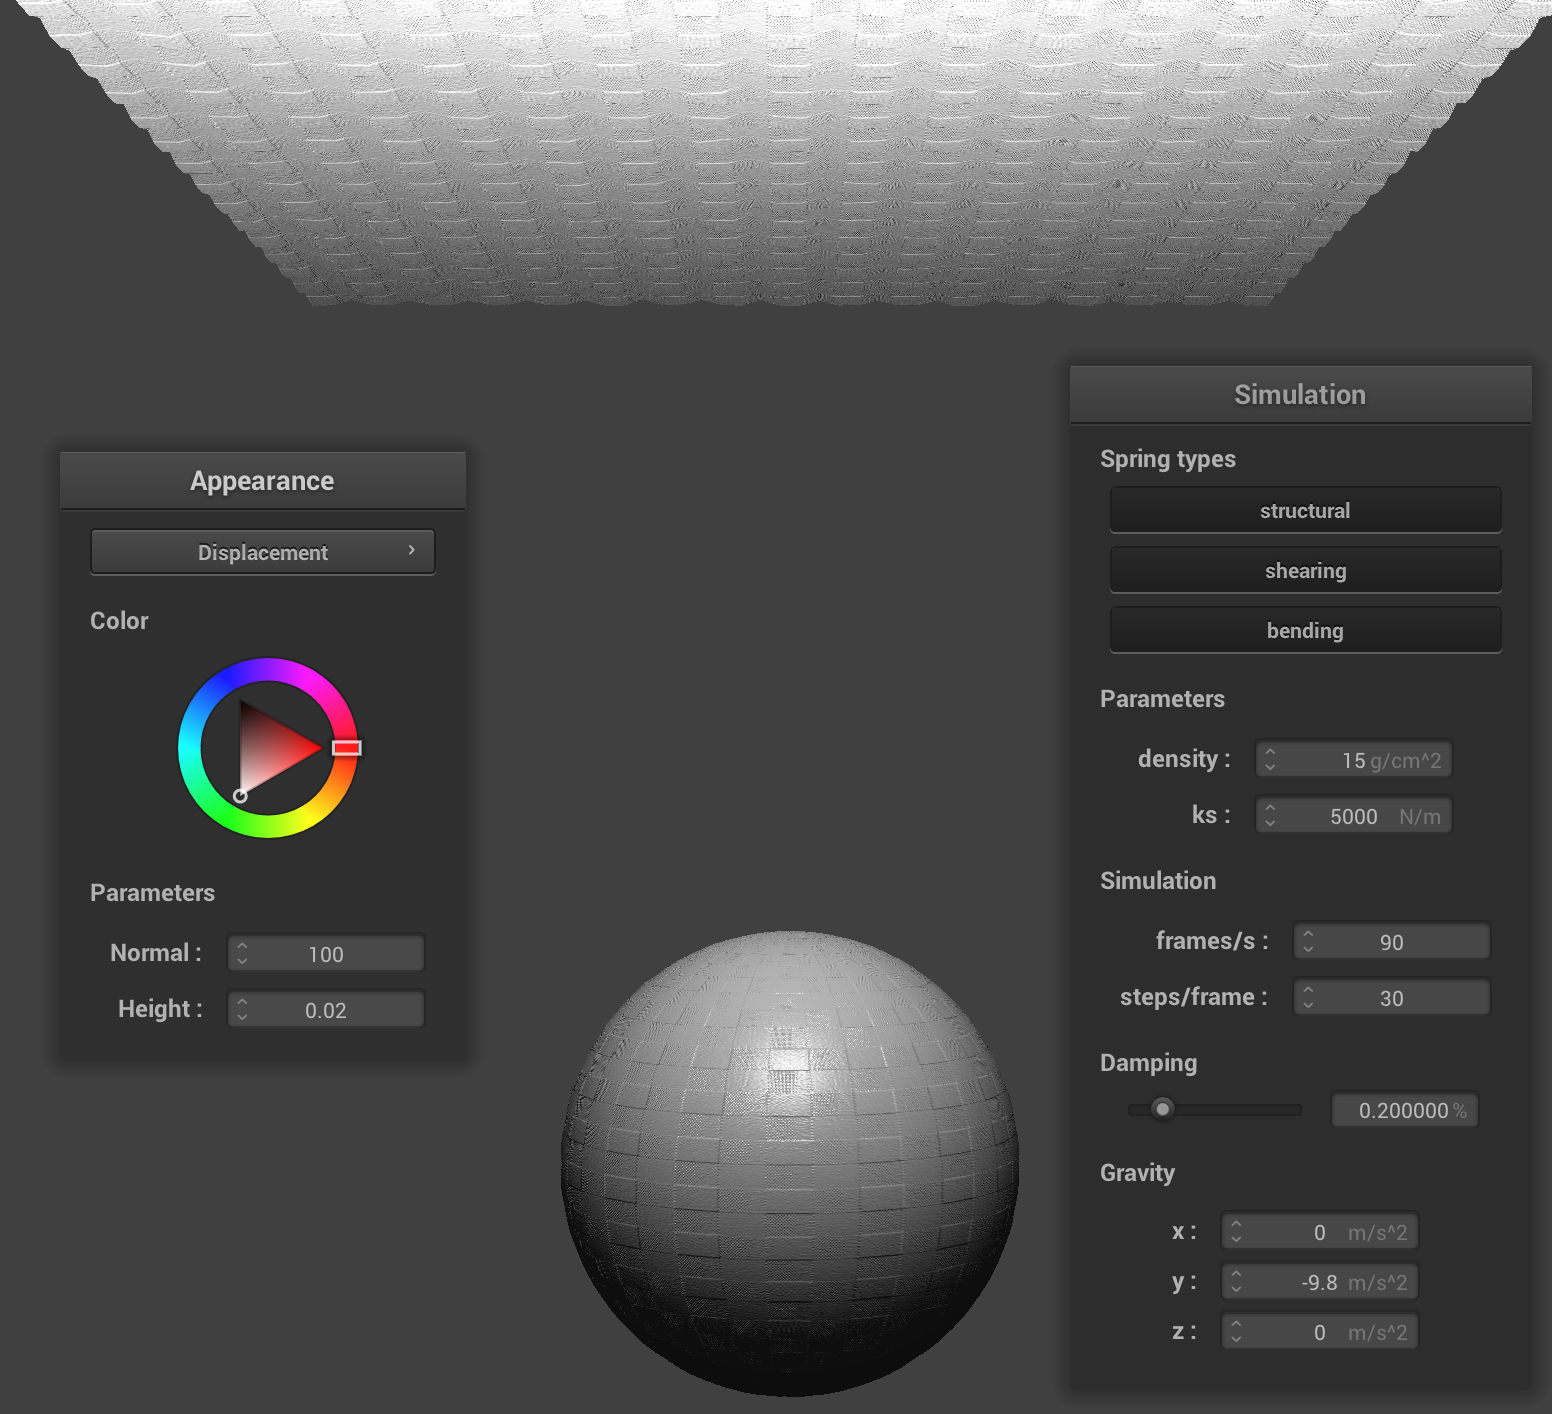 Appearance
Displacement
Color
Parameters
Normal : 100
Height : 0.02
Simulation
Spring types
structural
shearing
bending
Parameters
density : 15 g/cm^2
ks : 5000 N/m
Simulation
frames/s : 90
steps/frame : 30
Damping
0.200000 %
Gravity
x : 0 m/s^2
y : -9.8 m/s^2
z : 0 m/s^2